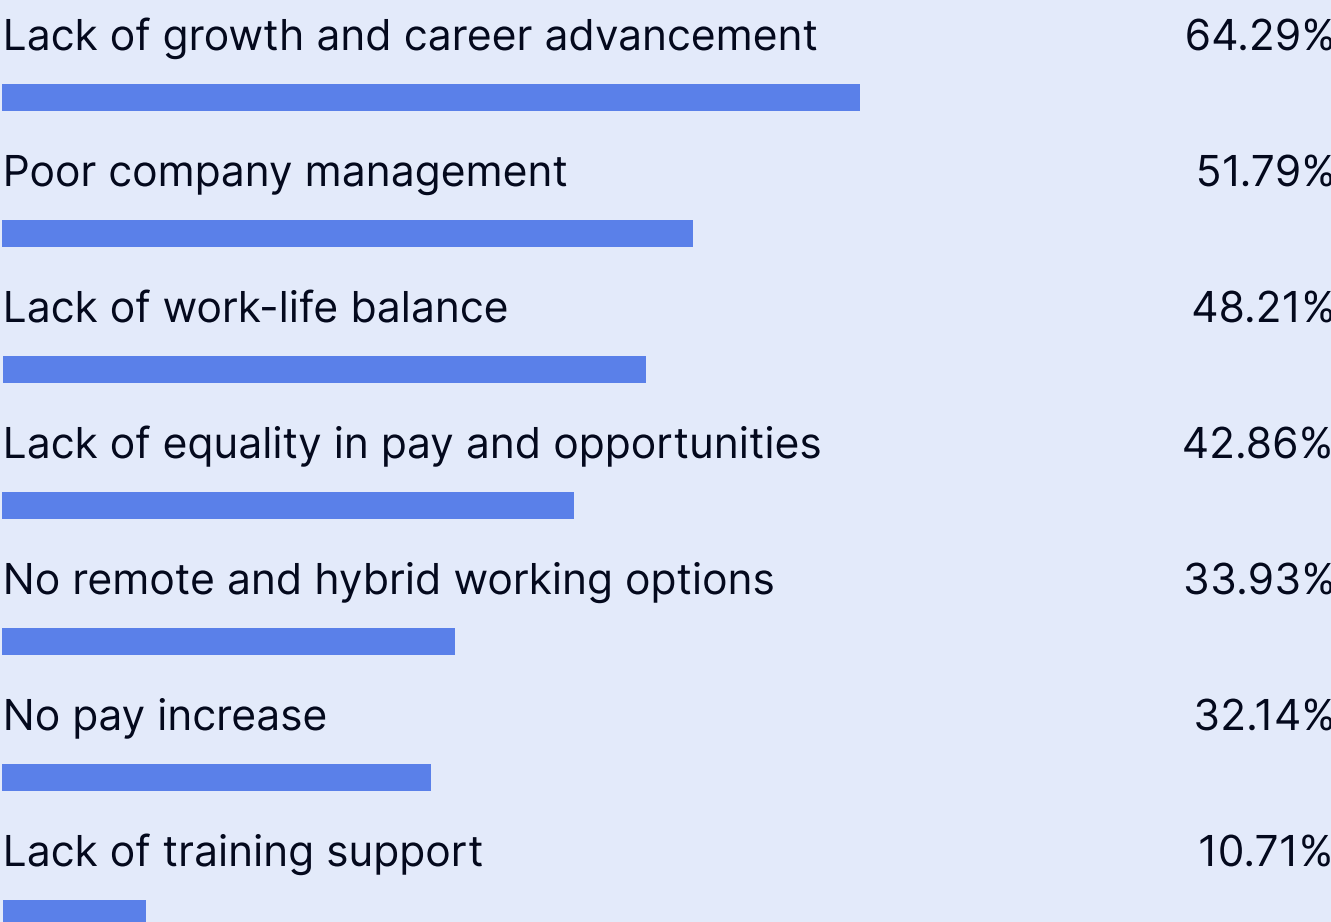 Lack of growth and career advancement 64.29%
Poor company management 51.79%
Lack of work-life balance 48.21%
Lack of equality in pay and opportunities 42.86%
No remote and hybrid working options 33.93%
No pay increase 32.14%
Lack of training support 10.71%